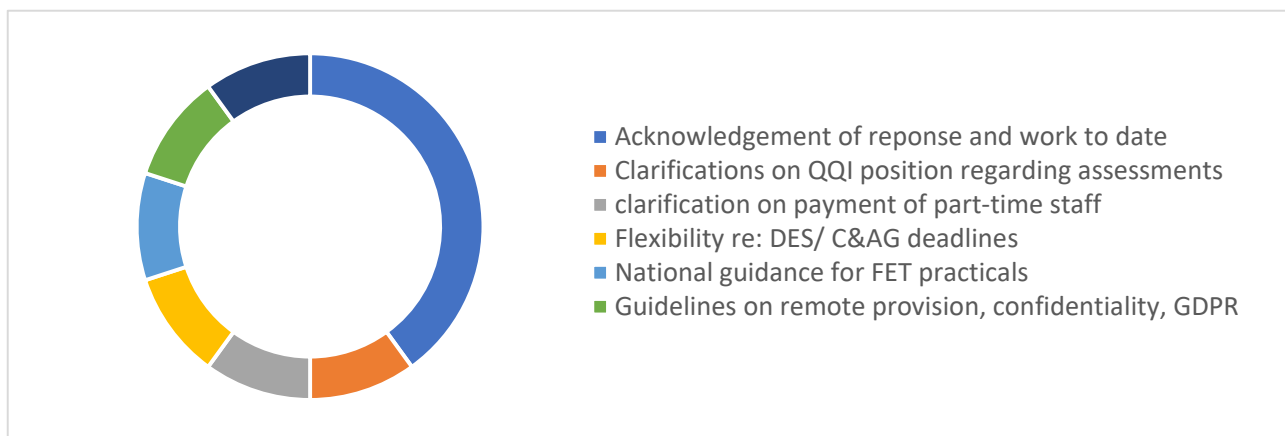 Acknowledgement of reponse and work to date
Clarifications on QQI position regarding assessments
clarification on payment of part-time staff
Flexibility re: DES/ C&AG deadlines
National guidance for FET practicals
Guidelines on remote provision, confidentiality, GDPR